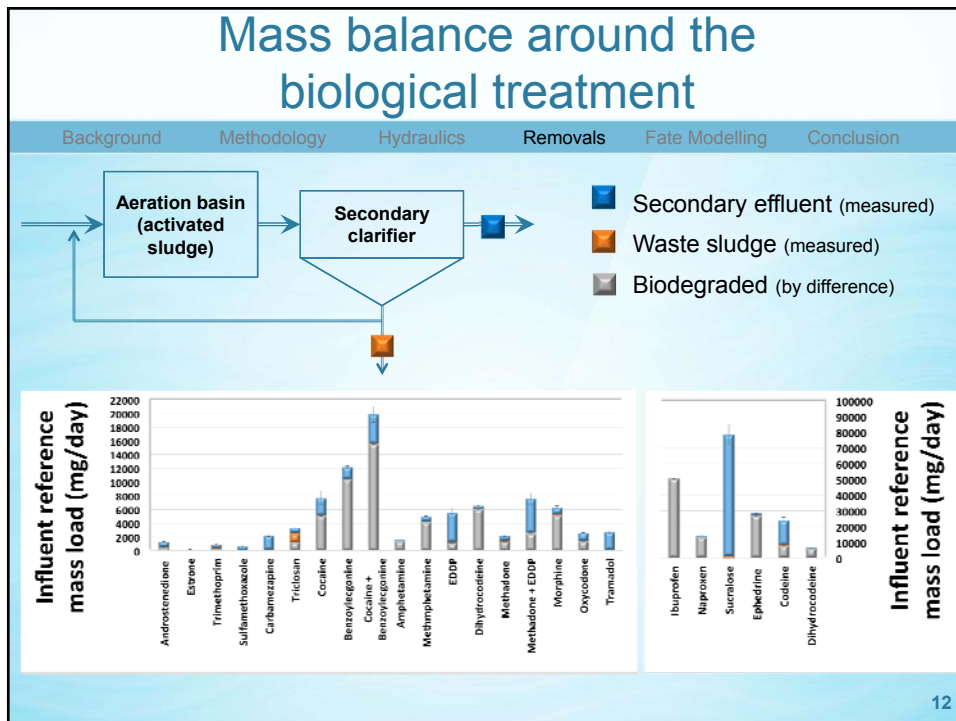 Mass balance around the
biological treatment
Background Methodology Hydraulics Removals Fate Modelling Conclusion
Aeration basin
(activated
sludge)
Secondary
clarifier
Secondary effluent (measured)
Waste sludge (measured)
Biodegraded (by difference)
Influent reference
mass load (mg/day)
22000
20000
18000
16000
14000
12000
10000
8000
6000
4000
2000
0
Androstenedione
Estrone
Trimethoprim
Sulfamethoxazole
Carbamezapine
Triclosan
Cocaine
Benzoylecgonine
Cocaine +
Benzoylecgonine
Amphetamine
Methmphetamine
EDDP
Dihydrocodeine
Methadone
Methadone + EDDP
Morphine
Oxycodone
Tramadol
100000
90000
80000
70000
60000
50000
40000
30000
20000
10000
0
Ibuprofen
Naproxen
Sucralose
Ephedrine
Codeine
Dihydrocodeine
Influent reference
mass load (mg/day)
12